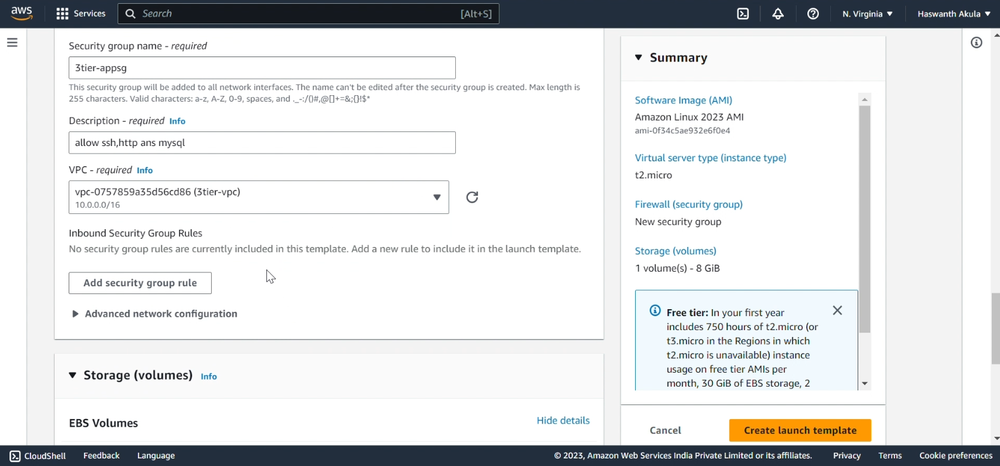 aws
Services
Search
[Alt+S]
N. Virginia
Haswanth Akula
Security group name - required
3tier-appsg
This security group will be added to all network interfaces. The name can't be edited after the security group is created. Max length is
255 characters. Valid characters: a-z, A-Z, 0-9, spaces, and ._-:/()#,@[]+=&;{}!$*
Description - required Info
allow ssh,http ans mysql
VPC - required Info
vpc-0757859a35d56cd86 (3tier-vpc)
10.0.0.0/16
Inbound Security Group Rules
No security group rules are currently included in this template. Add a new rule to include it in the launch template.
Add security group rule
Advanced network configuration
Storage (volumes) Info
EBS Volumes
Hide details
Summary
Software Image (AMI)
Amazon Linux 2023 AMI
ami-0f34c5ae932e6f0e4
Virtual server type (instance type)
t2.micro
Firewall (security group)
New security group
Storage (volumes)
1 volume(s) - 8 GiB
Free tier: In your first year
includes 750 hours of t2.micro (or
t3.micro in the Regions in which
t2.micro is unavailable) instance
usage on free tier AMIs per
month, 30 GiB of EBS storage, 2
Cancel
Create launch template
CloudShell
Feedback
Language
© 2023, Amazon Web Services India Private Limited or its affiliates.
Privacy
Terms
Cookie preferences